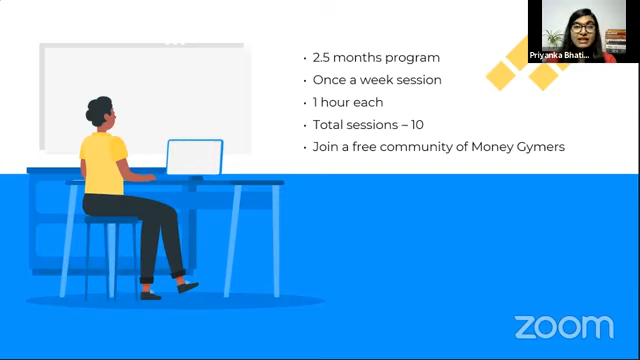 2.5 months program
Once a week session
1 hour each
Total sessions – 10
Join a free community of Money Gymers
Priyanka Bhati...
zoom